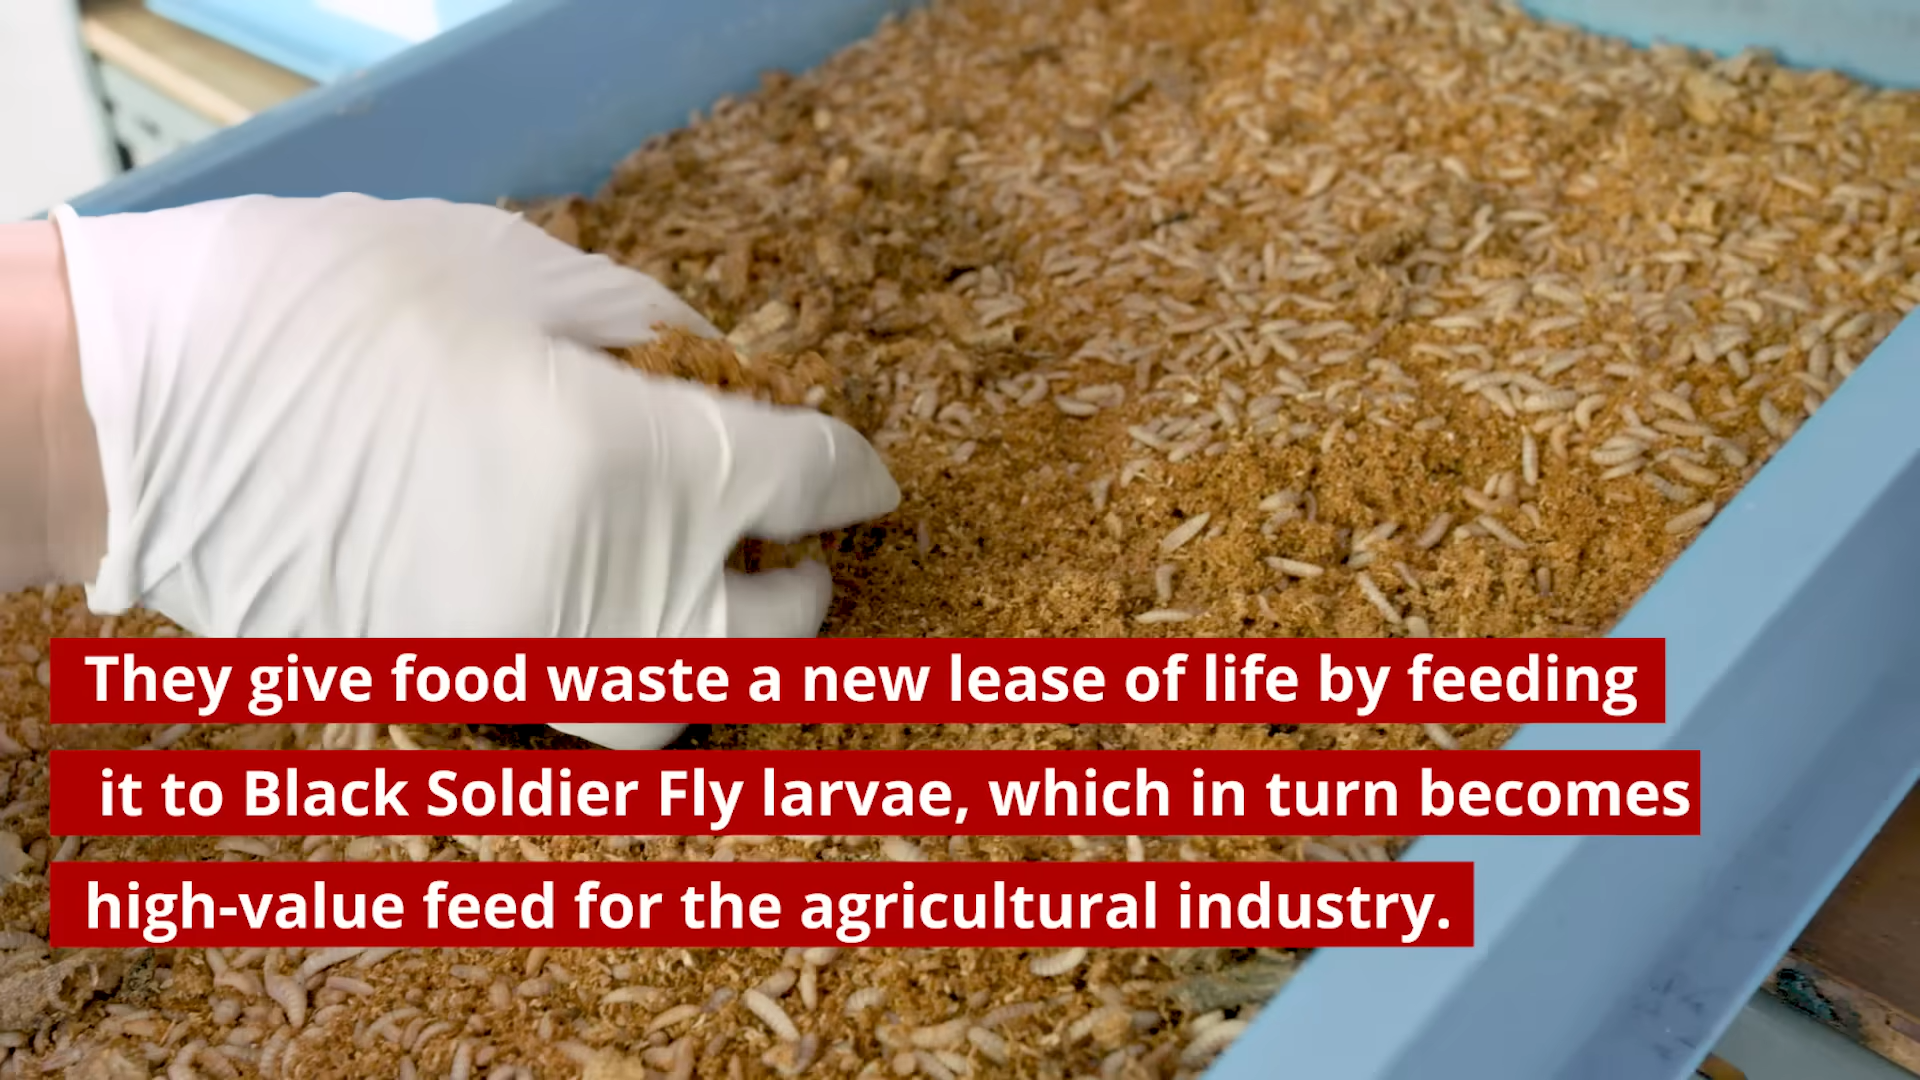 They give food waste a new lease of life by feeding
it to Black Soldier Fly larvae, which in turn becomes
high-value feed for the agricultural industry.